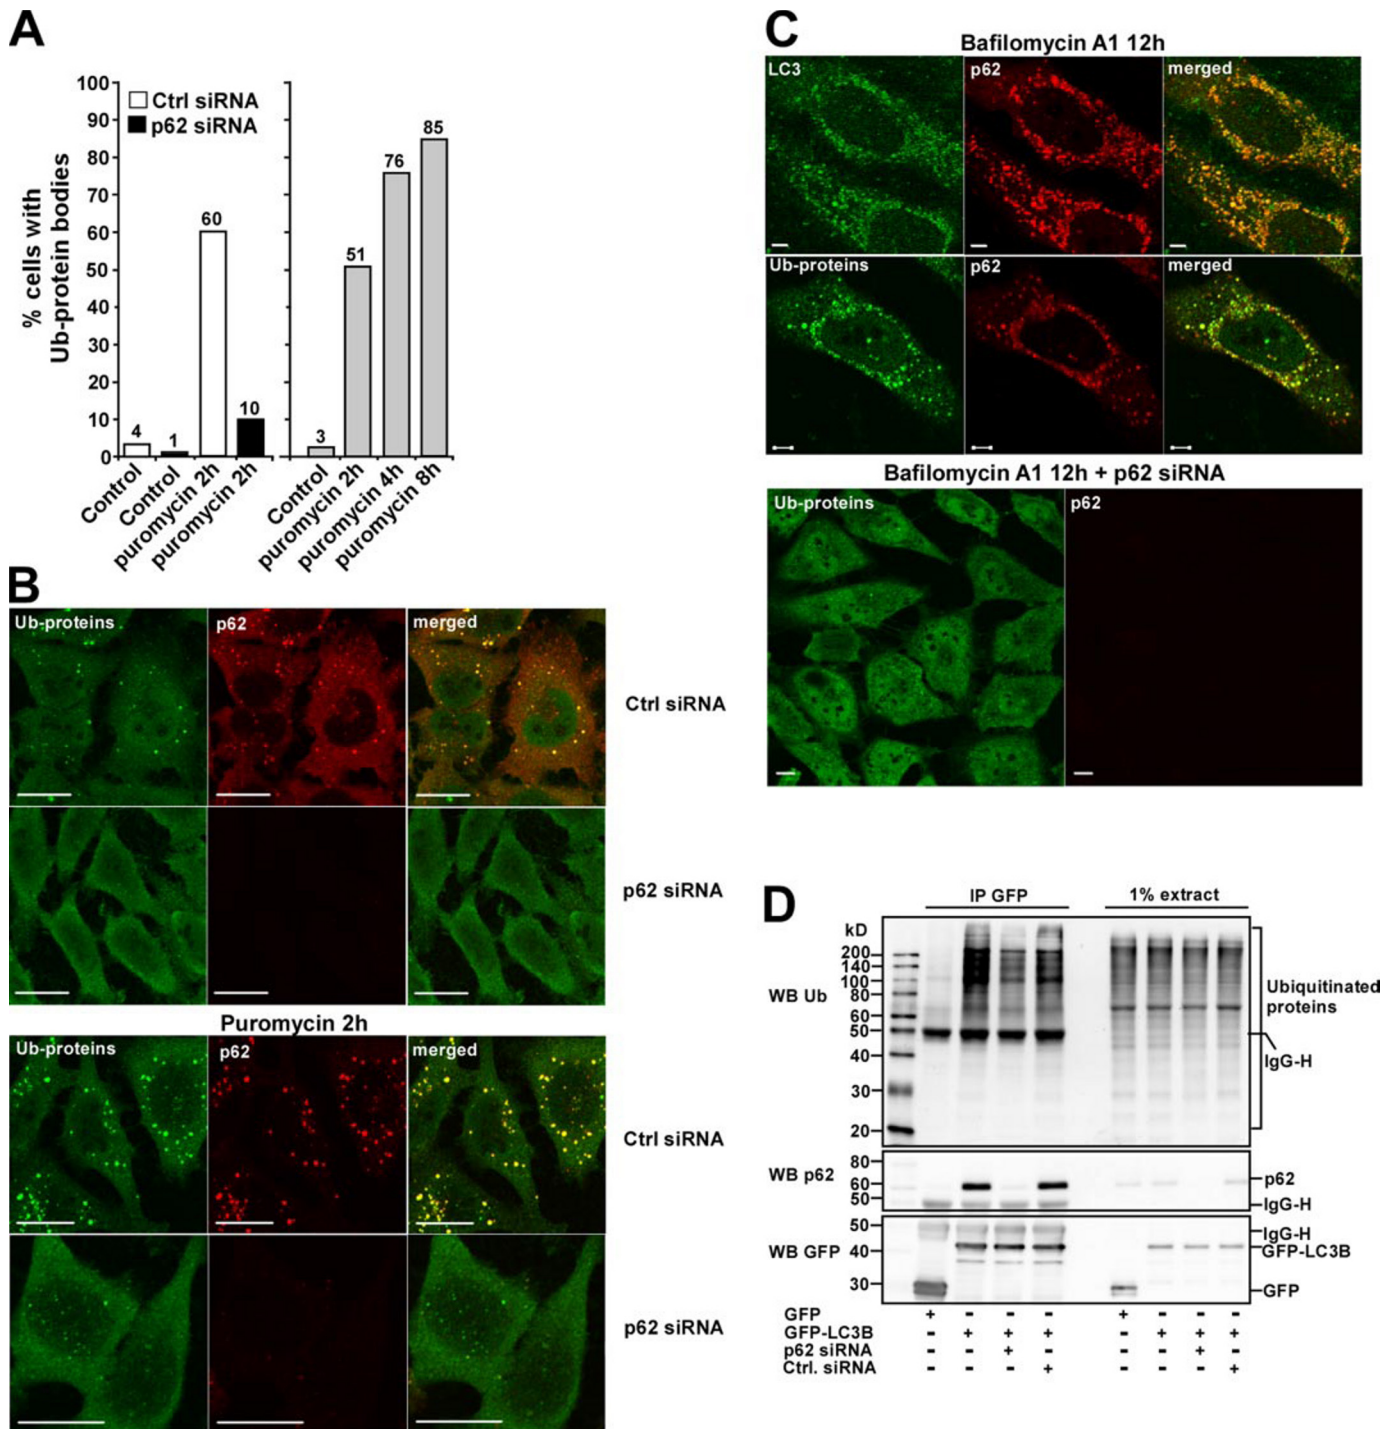 A
100
90
80
70
60
50
40
30
20
10
0
% cells with
Ub-protein bodies
Ctrl siRNA
p62 siRNA
4
1
60
10
3
51
76
85
Control
Control
puromycin 2h
puromycin 2h
Control
puromycin 2h
puromycin 4h
puromycin 8h
B
Ub-proteins
p62
merged
Ctrl siRNA
p62 siRNA
Puromycin 2h
Ub-proteins
p62
merged
Ctrl siRNA
p62 siRNA
C
Bafilomycin A1 12h
LC3
p62
merged
Ub-proteins
p62
merged
Bafilomycin A1 12h + p62 siRNA
Ub-proteins
p62
D
IP GFP
1% extract
kD
200
140
100
80
60
50
40
30
20
WB Ub
Ubiquitinated
proteins
IgG-H
80
60
50
WB p62
p62
IgG-H
50
40
30
WB GFP
IgG-H
GFP-LC3B
GFP
GFP + - - - + - - -
GFP-LC3B - + + + - + + +
p62 siRNA - - + - - - + -
Ctrl. siRNA - - - + - - - +